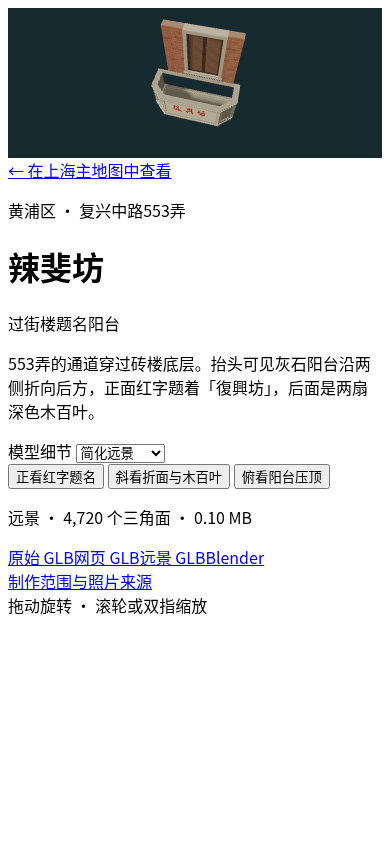 復興坊
← 在上海主地图中查看
黄浦区 · 复兴中路553弄
辣斐坊
过街楼题名阳台
553弄的通道穿过砖楼底层。抬头可见灰石阳台沿两
侧折向后方，正面红字题着「復興坊」，后面是两扇
深色木百叶。
模型细节 简化远景
正看红字题名 斜看折面与木百叶 俯看阳台压顶
远景 · 4,720 个三角面 · 0.10 MB
原始 GLB网页 GLB远景 GLBBlender
制作范围与照片来源
拖动旋转 · 滚轮或双指缩放